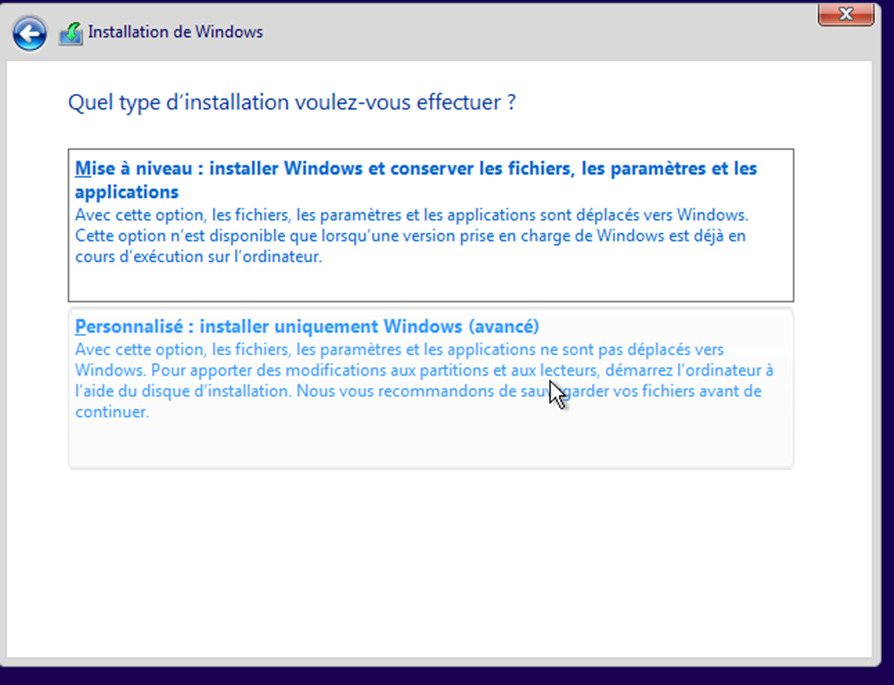 Installation de Windows
Quel type d'installation voulez-vous effectuer ?
Mise à niveau : installer Windows et conserver les fichiers, les paramètres et les
applications
Avec cette option, les fichiers, les paramètres et les applications sont déplacés vers Windows.
Cette option n'est disponible que lorsqu'une version prise en charge de Windows est déjà en
cours d'exécution sur l'ordinateur.
Personnalisé : installer uniquement Windows (avancé)
Avec cette option, les fichiers, les paramètres et les applications ne sont pas déplacés vers
Windows. Pour apporter des modifications aux partitions et aux lecteurs, démarrez l'ordinateur à
l'aide du disque d'installation. Nous vous recommandons de sauvegarder vos fichiers avant de
continuer.